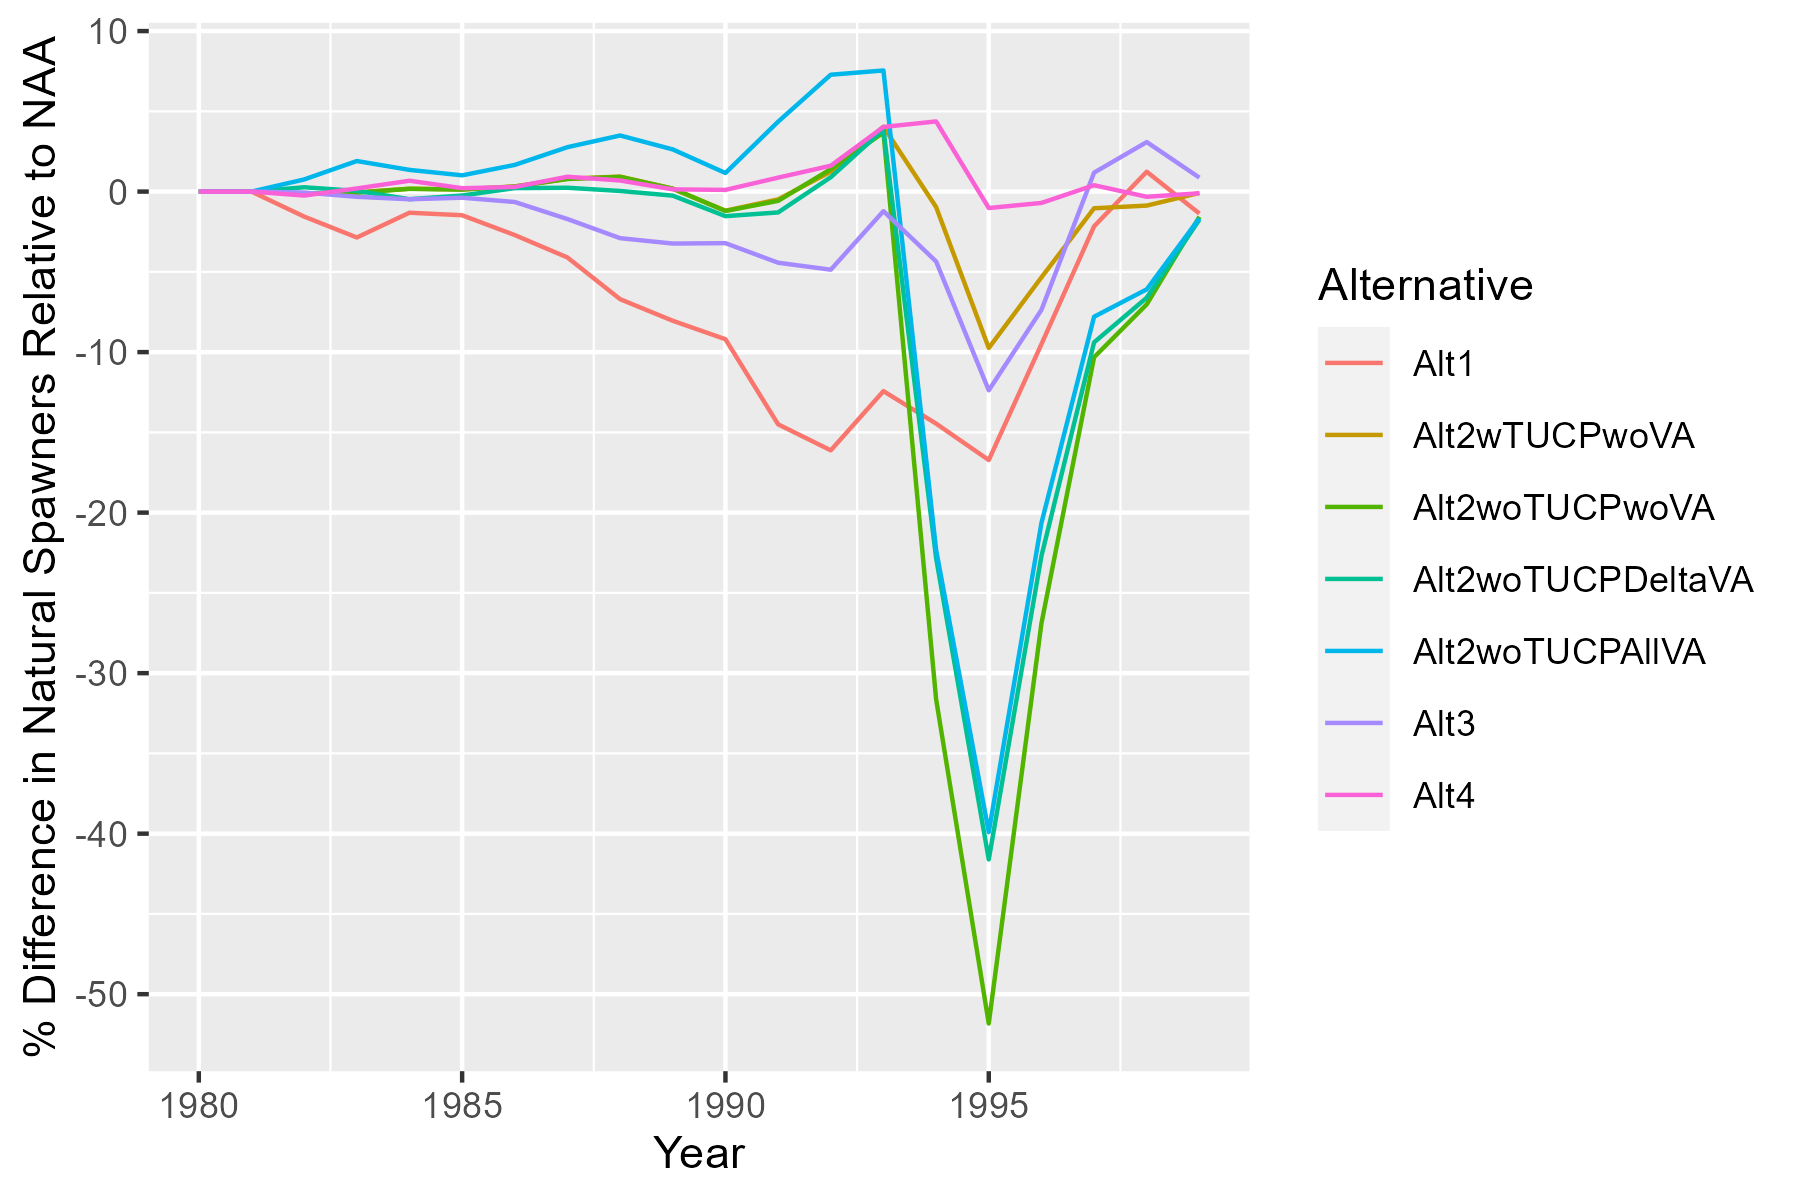 % Difference in Natural Spawners Relative to NAA
10
0
-10
-20
-30
-40
-50
1980 1985 1990 1995
Year
Alternative
Alt1
Alt2wTUCPwoVA
Alt2woTUCPwoVA
Alt2woTUCPDeltaVA
Alt2woTUCPAllVA
Alt3
Alt4